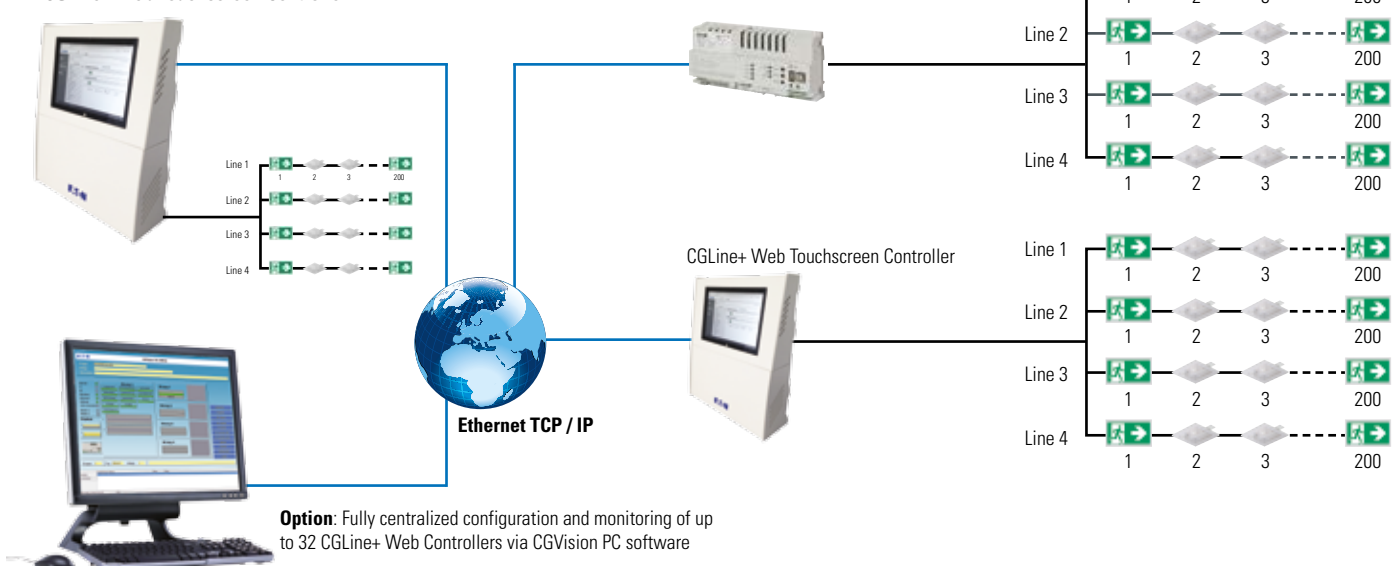 Line 2
1 2 3 200
Line 3
1 2 3 200
Line 4
1 2 3 200
Line 1
1 2 3 200
Line 2
Line 3
Line 4
EATON
CGLine+ Web Touchscreen Controller
Line 1
1 2 3 200
Line 2
1 2 3 200
Line 3
1 2 3 200
Line 4
1 2 3 200
EATON
Ethernet TCP / IP
Option: Fully centralized configuration and monitoring of up
to 32 CGLine+ Web Controllers via CGVision PC software